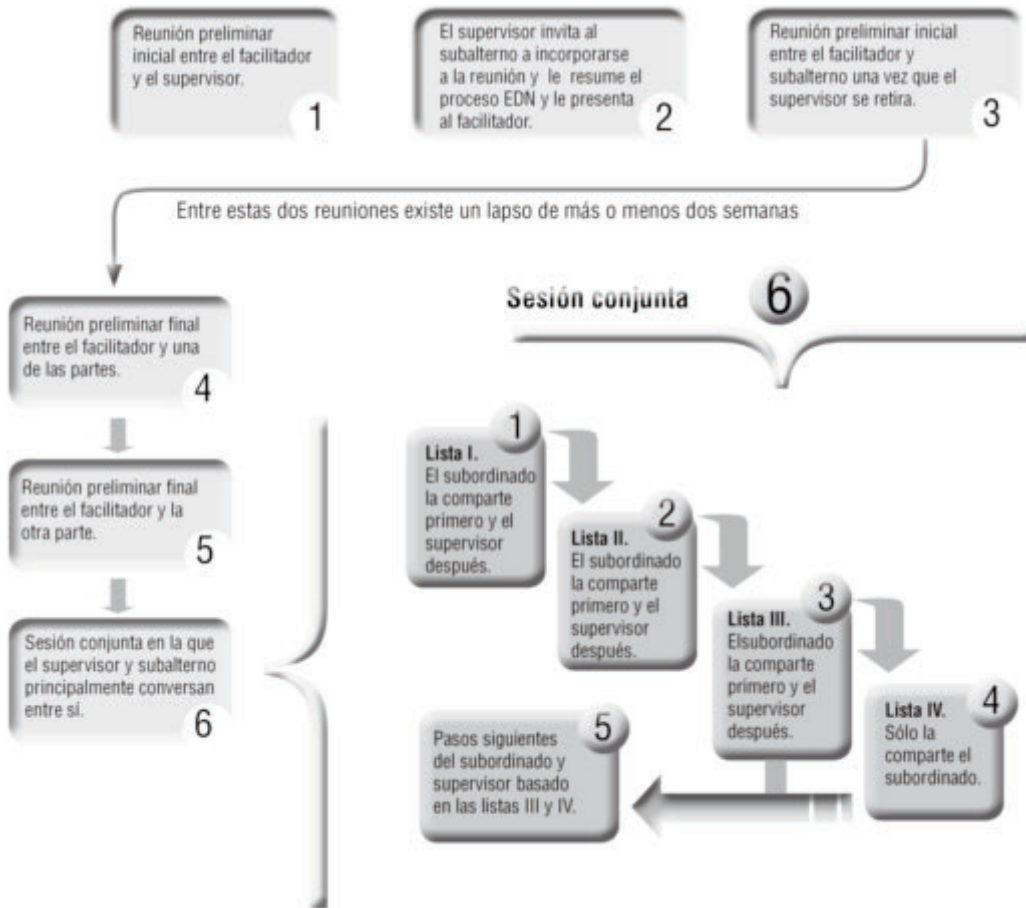 Reunión preliminar
inicial entre el facilitador
y el supervisor.
1
El supervisor invita al
subalterno a incorporarse
a la reunión y le resume el
proceso EDN y le presenta
al facilitador.
2
Reunión preliminar inicial
entre el facilitador y
subalterno una vez que el
supervisor se retira.
3
Entre estas dos reuniones existe un lapso de más o menos dos semanas
Reunión preliminar final
entre el facilitador y una
de las partes.
4
Reunión preliminar final
entre el facilitador y la
otra parte.
5
Sesión conjunta en la que
el supervisor y subalterno
principalmente conversan
entre sí.
6
Sesión conjunta 6
1
Lista I.
El subordinado
la comparte
primero y el
supervisor
después.
2
Lista II.
El subordinado
la comparte
primero y el
supervisor
después.
3
Lista III.
Elsubordinado
la comparte
primero y el
supervisor
después.
4
Lista IV.
Sólo la
comparte el
subordinado.
5
Pasos siguientes
del subordinado y
supervisor basado
en las listas III y IV.